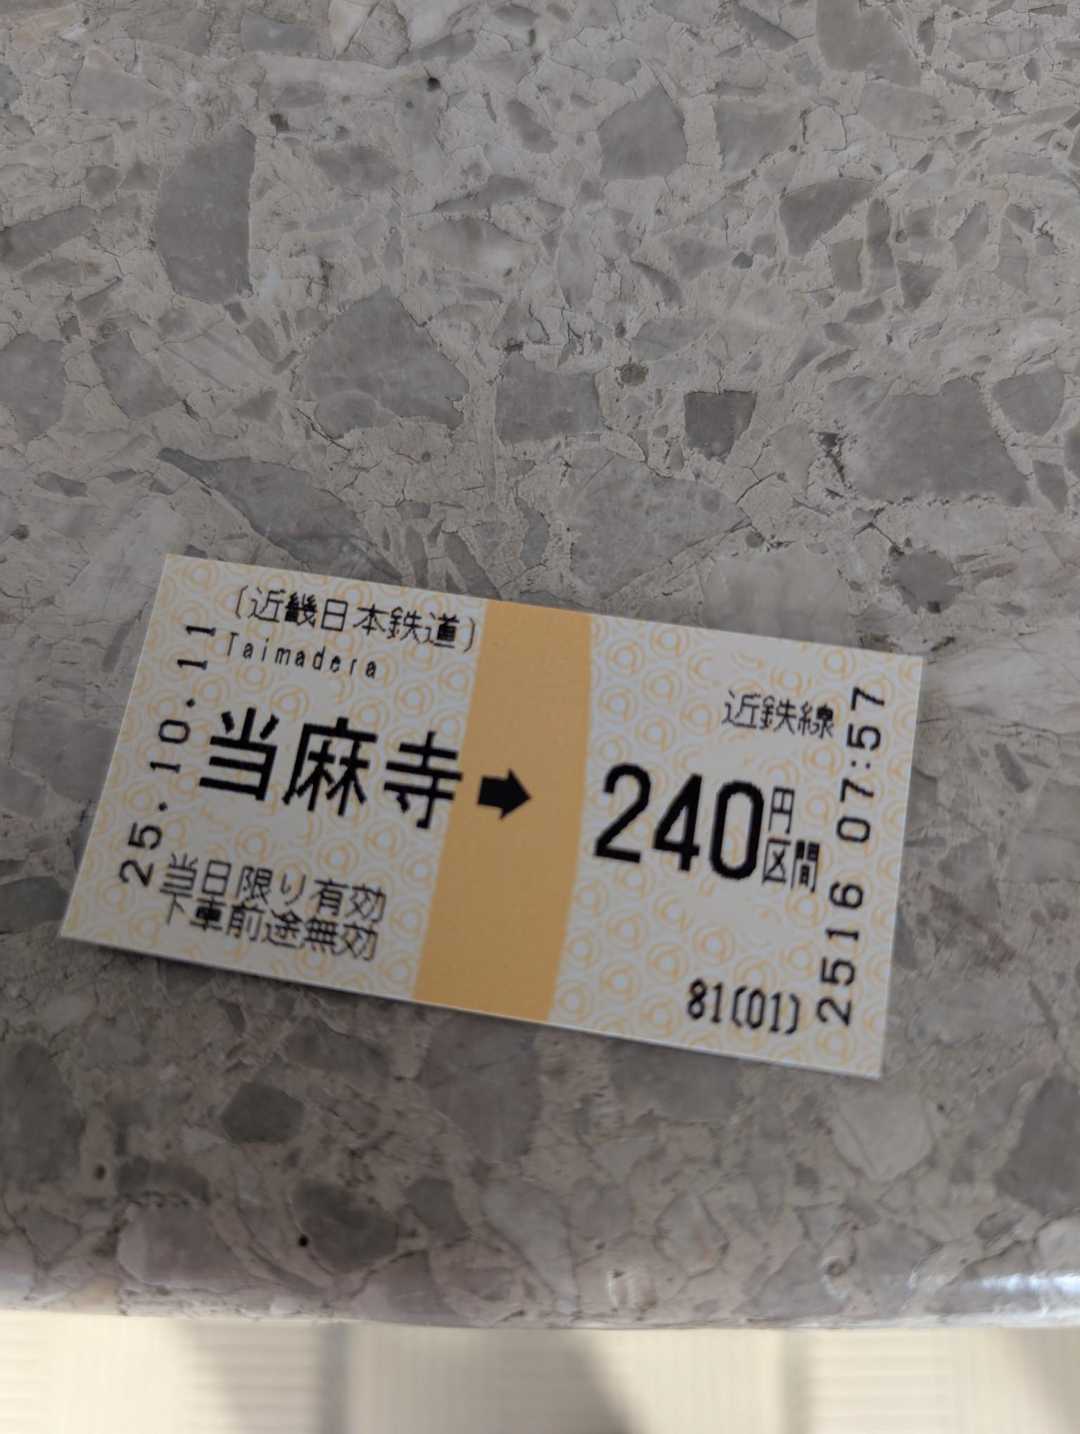 〔近畿日本鉄道〕
Taimadera
25.10.11
当麻寺➡
当日限り有効
下車前途無効
近鉄線
240円区間
81(01)
2516 07:57